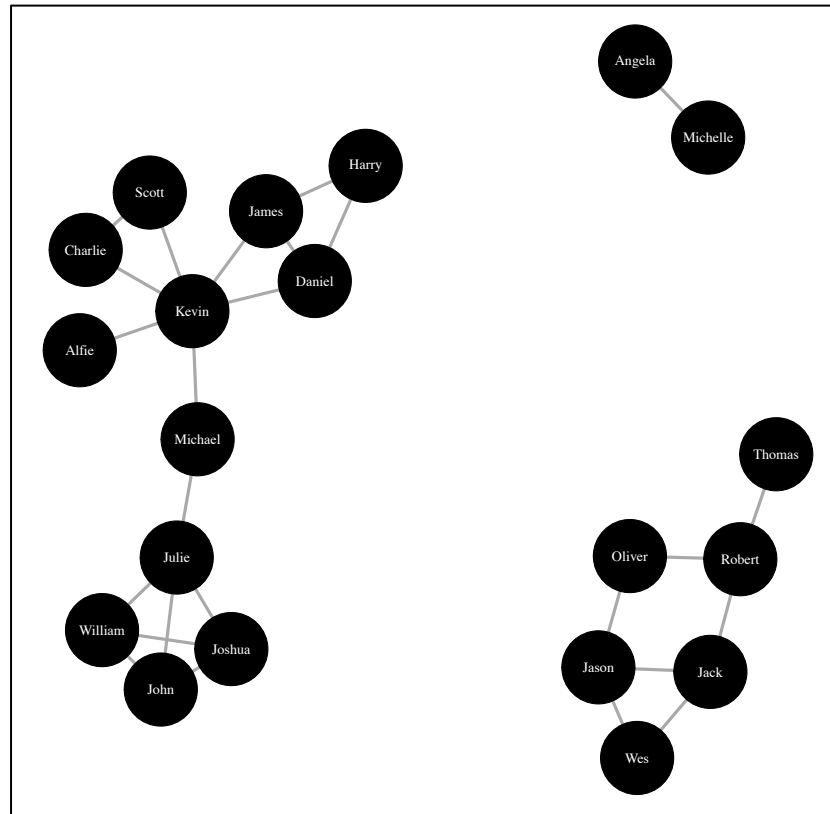 Angela
Michelle
Harry
Scott
James
Charlie
Daniel
Kevin
Alfie
Michael
Thomas
Julie
Oliver
Robert
William
Joshua
John
Jason
Jack
Wes